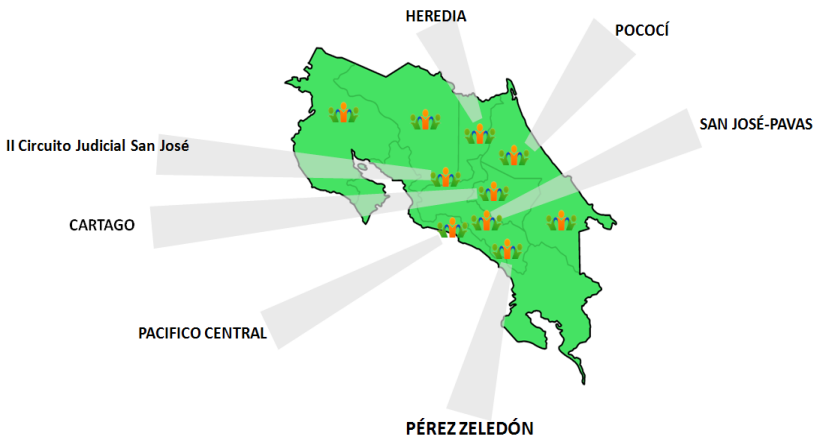 HEREDIA
POCOCÍ
SAN JOSÉ-PAVAS
II Circuito Judicial San José
CARTAGO
PACIFICO CENTRAL
PÉREZ ZELEDÓN